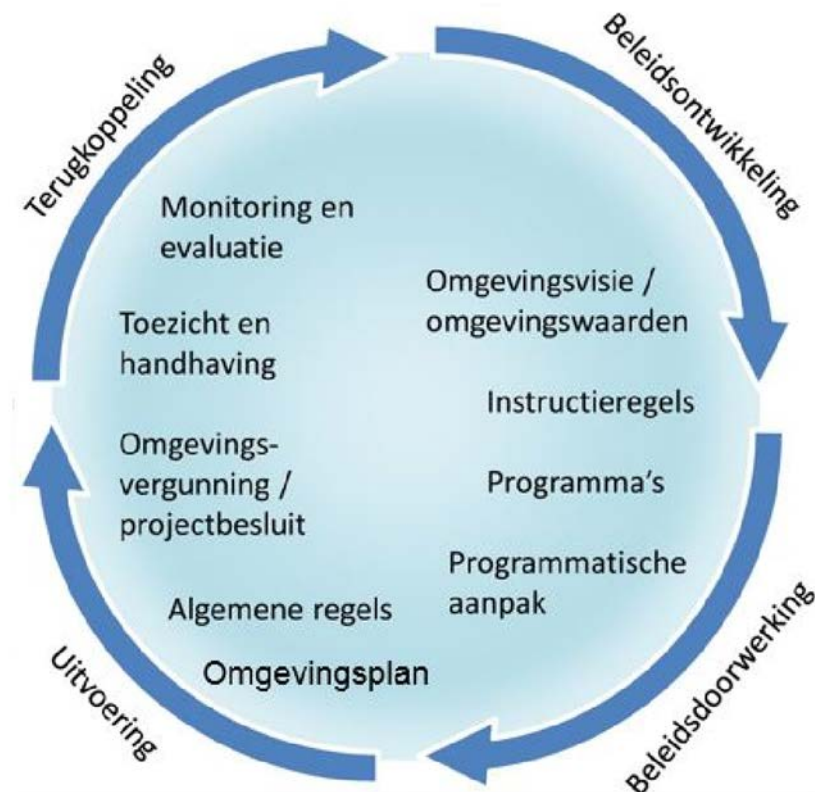 Beleidsontwikkeling
Omgevingsvisie /
omgevingswaarden
Instructieregels
Programma's
Programmatische
aanpak
Beleidsdoorwerking
Omgevingsplan
Algemene regels
Uitvoering
Omgevings-
vergunning /
projectbesluit
Toezicht en
handhaving
Monitoring en
evaluatie
Terugkoppeling